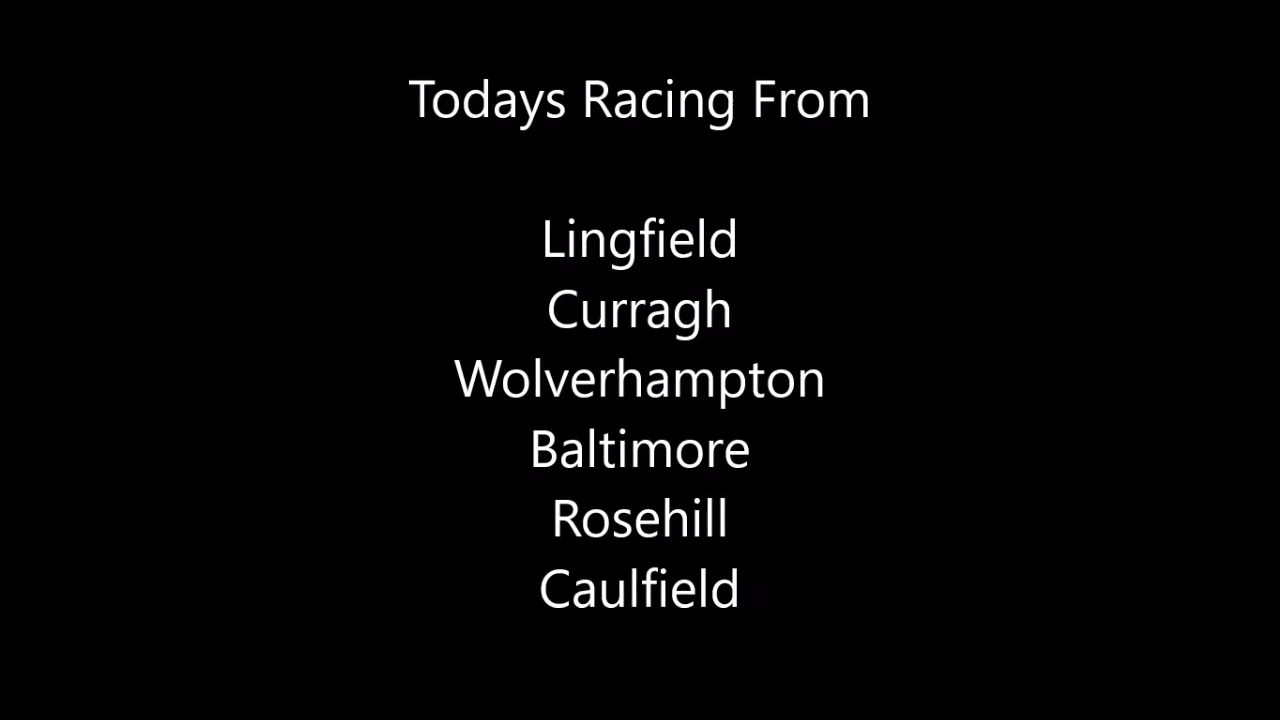 Todays Racing From
Lingfield
Curragh
Wolverhampton
Baltimore
Rosehill
Caulfield